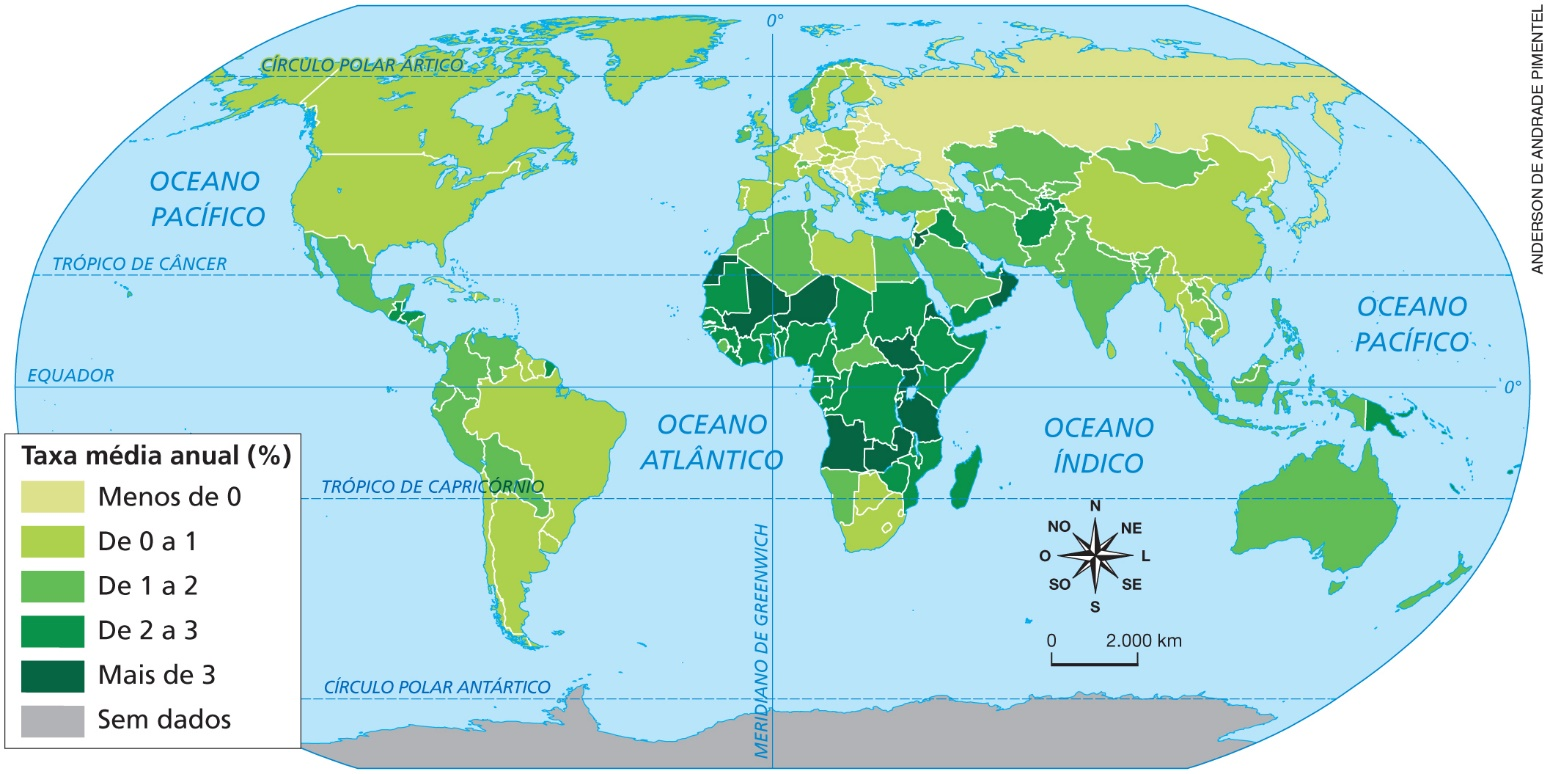 0°
CÍRCULO POLAR ÁRTICO
OCEANO
PACÍFICO
TRÓPICO DE CÂNCER
OCEANO
PACÍFICO
EQUADOR
0°
OCEANO
ATLÂNTICO
OCEANO
ÍNDICO
TRÓPICO DE CAPRICÓRNIO
MERIDIANO DE GREENWICH
CÍRCULO POLAR ANTÁRTICO
Taxa média anual (%)
Menos de 0
De 0 a 1
De 1 a 2
De 2 a 3
Mais de 3
Sem dados
N
NO NE
O L
SO SE
S
0 2.000 km
ANDERSON DE ANDRADE PIMENTEL